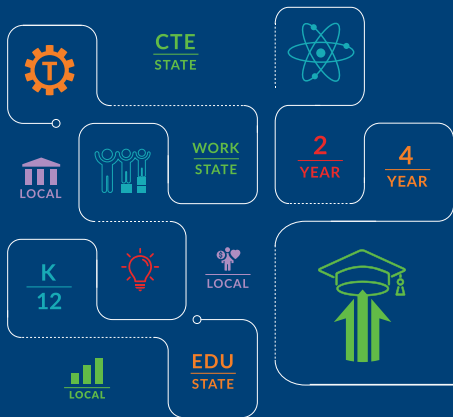 CTE
STATE
T
WORK
STATE
2
YEAR
4
YEAR
LOCAL
K
12
LOCAL
EDU
STATE
LOCAL